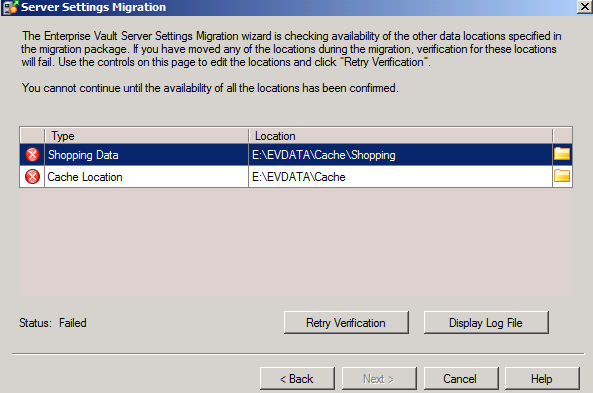 Server Settings Migration
The Enterprise Vault Server Settings Migration wizard is checking availability of the other data locations specified in
the migration package. If you have moved any of the locations during the migration, verification for these locations
will fail. Use the controls on this page to edit the locations and click "Retry Verification".
You cannot continue until the availability of all the locations has been confirmed.
Type Location
Shopping Data E:\EVDATA\Cache\Shopping
Cache Location E:\EVDATA\Cache
Status: Failed Retry Verification Display Log File
< Back Next > Cancel Help